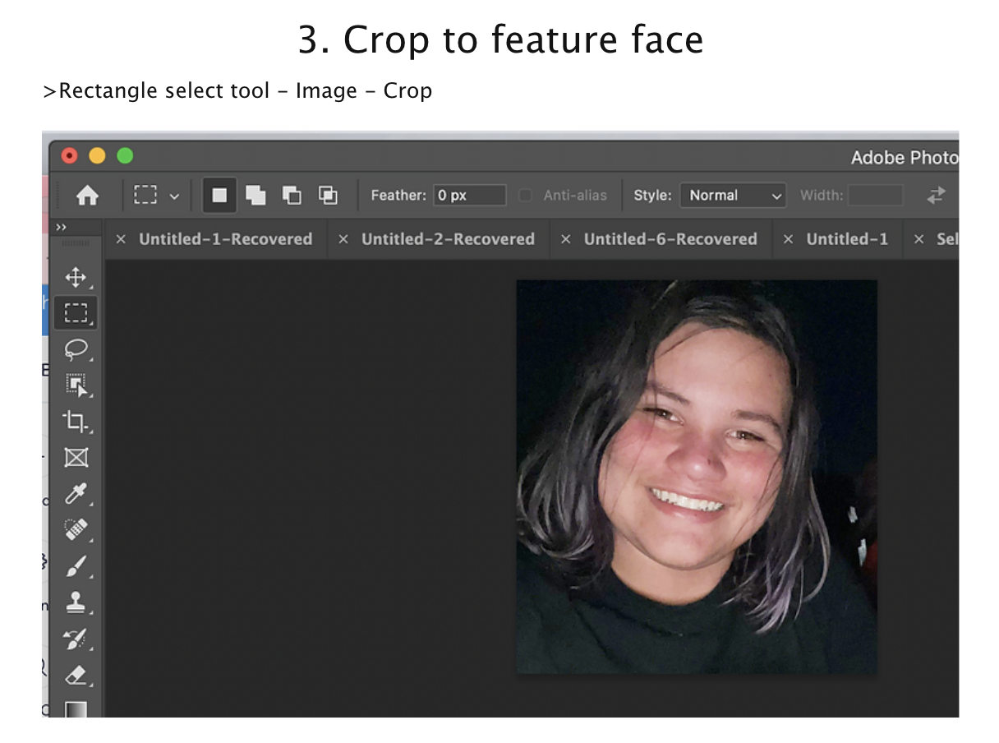 3. Crop to feature face
>Rectangle select tool – Image – Crop
Adobe Photo
Feather: 0 px Anti-alias Style: Normal Width:
Untitled-1-Recovered Untitled-2-Recovered Untitled-6-Recovered Untitled-1 Sel